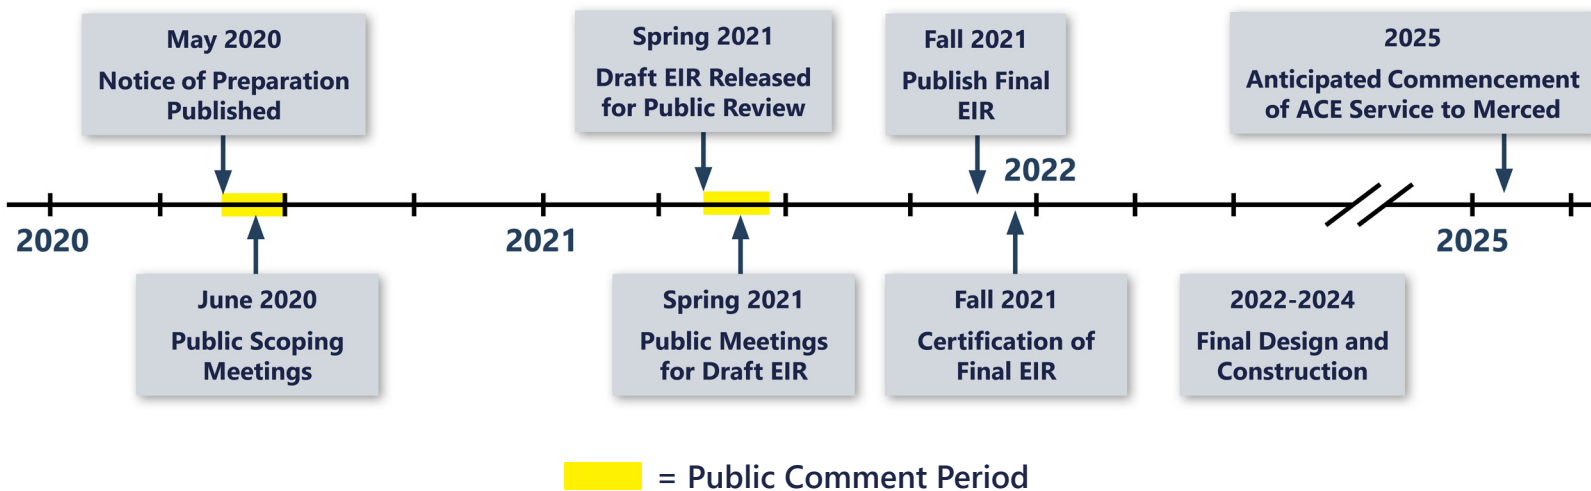 May 2020
Notice of Preparation
Published
Spring 2021
Draft EIR Released
for Public Review
Fall 2021
Publish Final
EIR
2025
Anticipated Commencement
of ACE Service to Merced
2020
2021
2022
2025
June 2020
Public Scoping
Meetings
Spring 2021
Public Meetings
for Draft EIR
Fall 2021
Certification of
Final EIR
2022-2024
Final Design and
Construction
= Public Comment Period